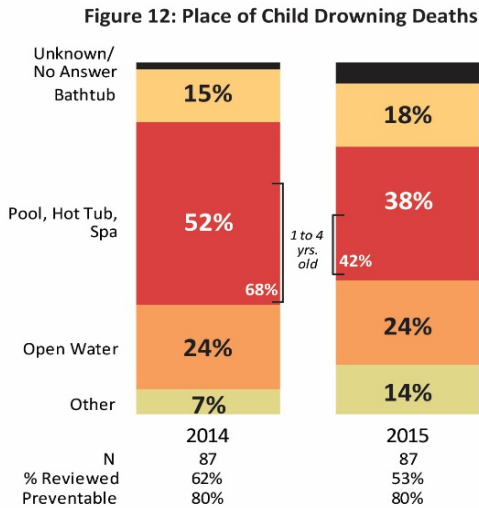 Figure 12: Place of Child Drowning Deaths
Unknown/
No Answer
Bathtub
15%
18%
Pool, Hot Tub,
Spa
52%
38%
1 to 4
yrs.
old
68%
42%
Open Water
24%
24%
Other
7%
14%
2014
2015
N
87
87
% Reviewed
62%
53%
Preventable
80%
80%